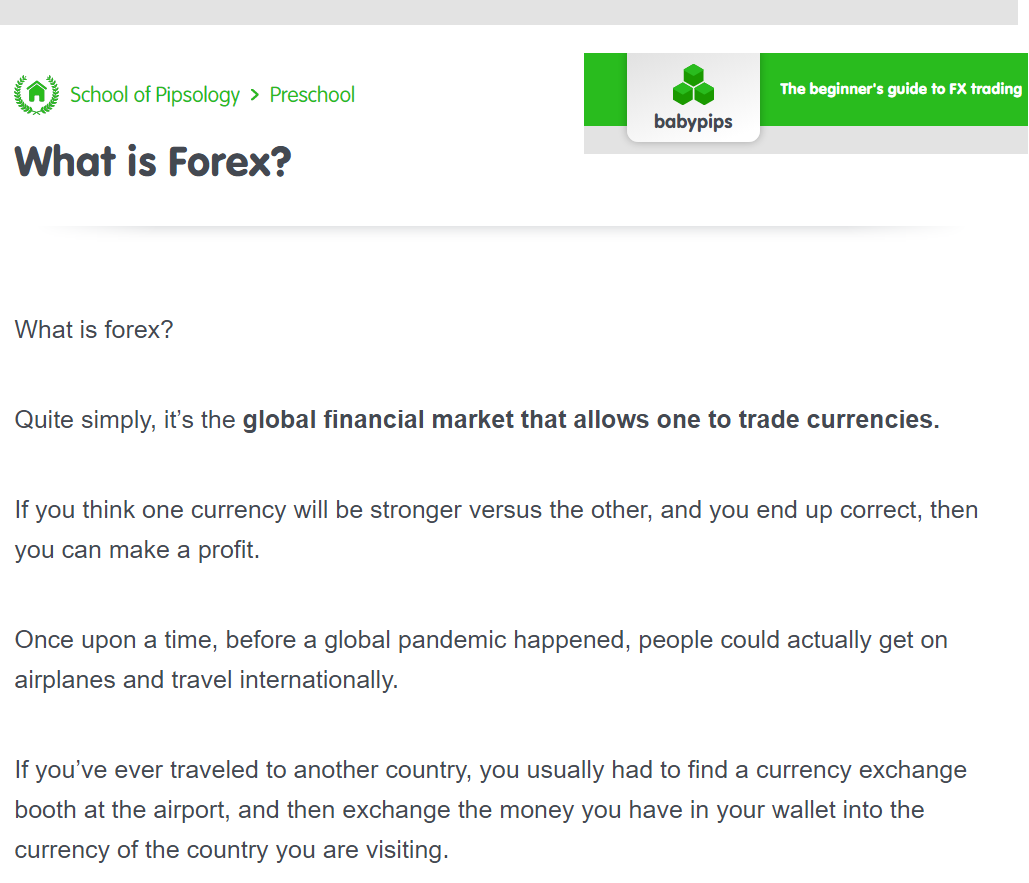 School of Pipsology > Preschool
babypips
The beginner's guide to FX trading
What is Forex?
What is forex?
Quite simply, it’s the global financial market that allows one to trade currencies.
If you think one currency will be stronger versus the other, and you end up correct, then
you can make a profit.
Once upon a time, before a global pandemic happened, people could actually get on
airplanes and travel internationally.
If you’ve ever traveled to another country, you usually had to find a currency exchange
booth at the airport, and then exchange the money you have in your wallet into the
currency of the country you are visiting.